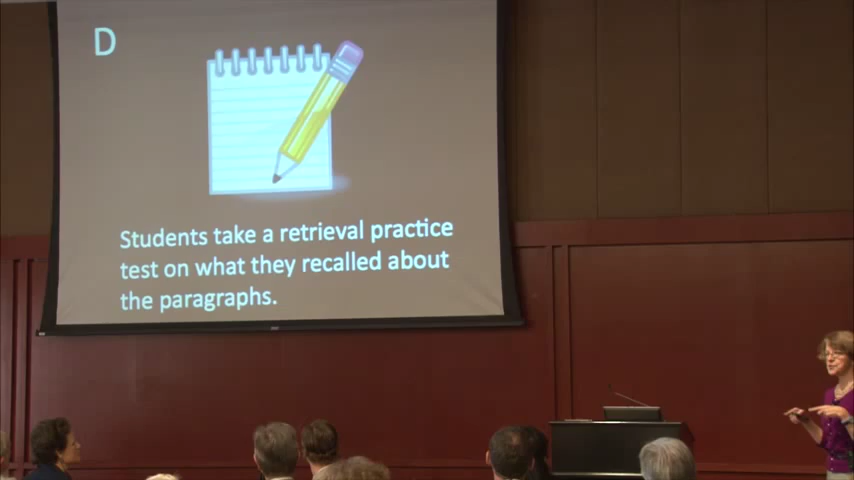 D
Students take a retrieval practice
test on what they recalled about
the paragraphs.